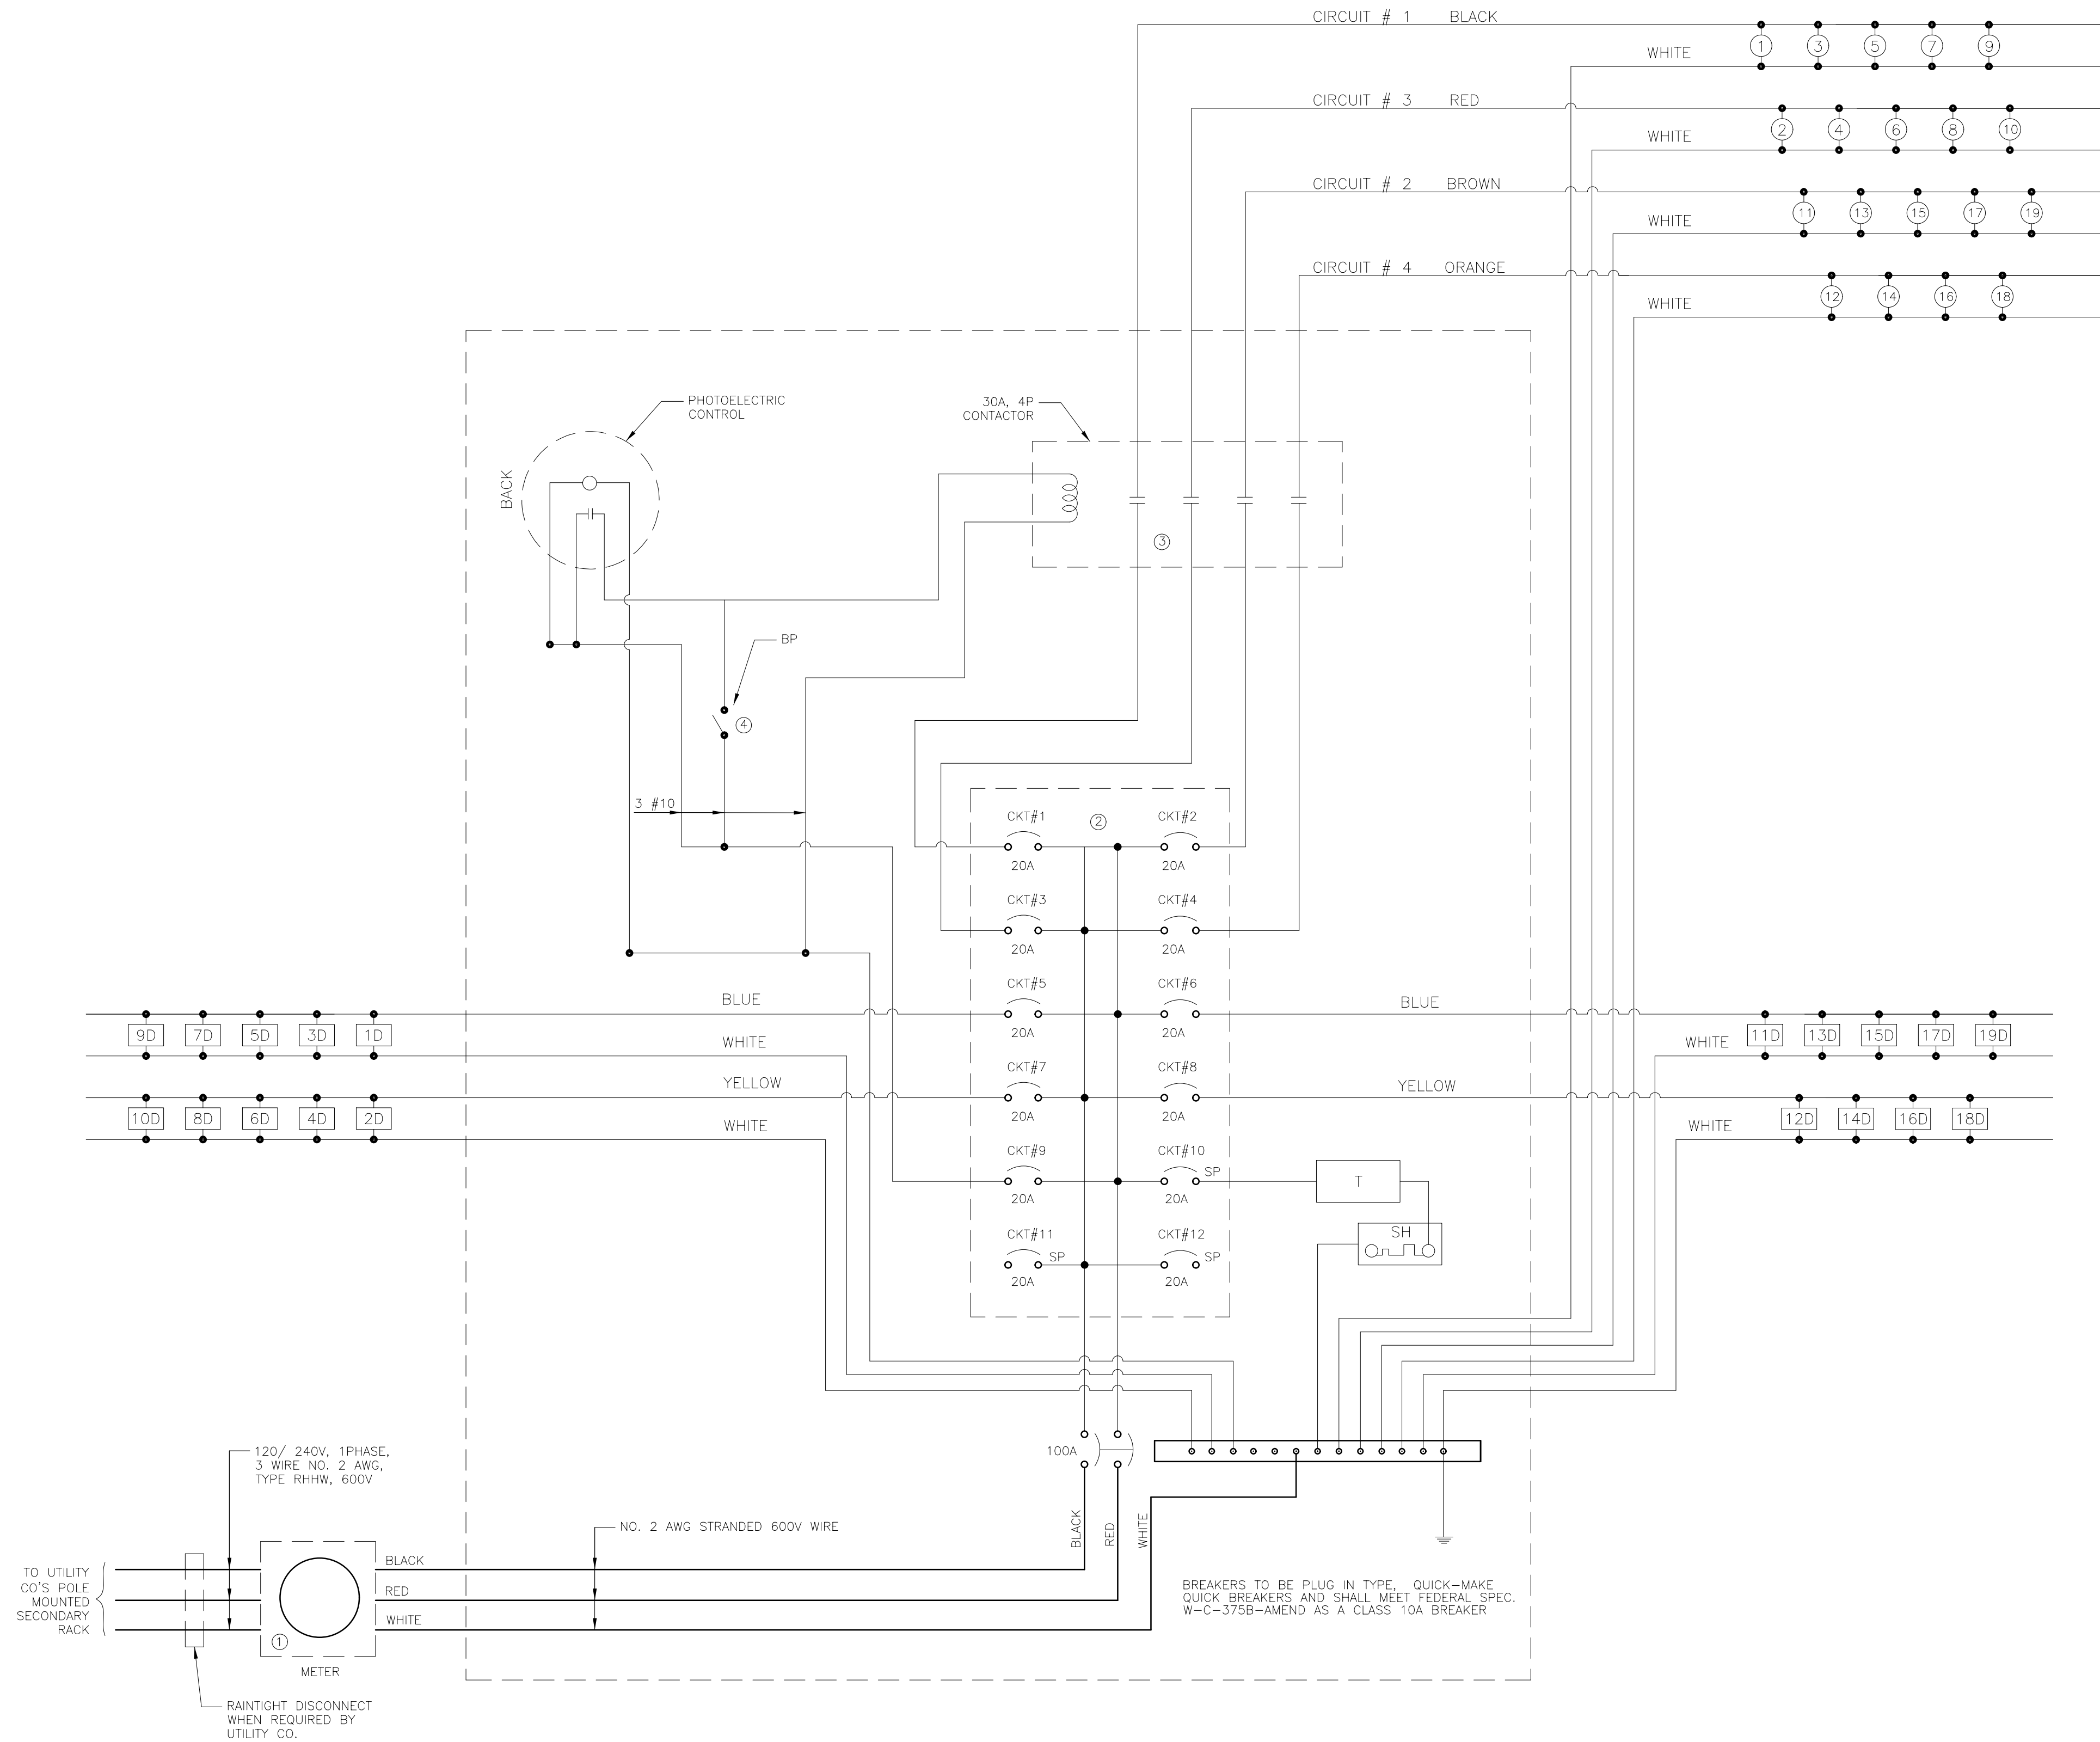 CIRCUIT # 1 BLACK
1 3 5 7 9
WHITE
CIRCUIT # 3 RED
2 4 6 8 10
WHITE
CIRCUIT # 2 BROWN
11 13 15 17 19
WHITE
CIRCUIT # 4 ORANGE
12 14 16 18
WHITE
PHOTOELECTRIC
CONTROL
BACK
30A, 4P
CONTACTOR
3
BP
4
3 #10
CKT#1
2
CKT#2
20A
20A
CKT#3
CKT#4
20A
20A
CKT#5
CKT#6
20A
20A
CKT#7
CKT#8
20A
20A
CKT#9
CKT#10
SP
20A
20A
CKT#11
CKT#12
SP
SP
20A
20A
T
SH
BLUE
9D 7D 5D 3D 1D
WHITE
YELLOW
10D 8D 6D 4D 2D
WHITE
BLUE
11D 13D 15D 17D 19D
WHITE
YELLOW
12D 14D 16D 18D
WHITE
100A
BLACK
RED
WHITE
120/ 240V, 1PHASE,
3 WIRE NO. 2 AWG,
TYPE RHHW, 600V
NO. 2 AWG STRANDED 600V WIRE
TO UTILITY
CO'S POLE
MOUNTED
SECONDARY
RACK
BLACK
RED
WHITE
1
METER
RAINTIGHT DISCONNECT
WHEN REQUIRED BY
UTILITY CO.
BREAKERS TO BE PLUG IN TYPE, QUICK-MAKE
QUICK BREAKERS AND SHALL MEET FEDERAL SPEC.
W-C-375B-AMEND AS A CLASS 10A BREAKER